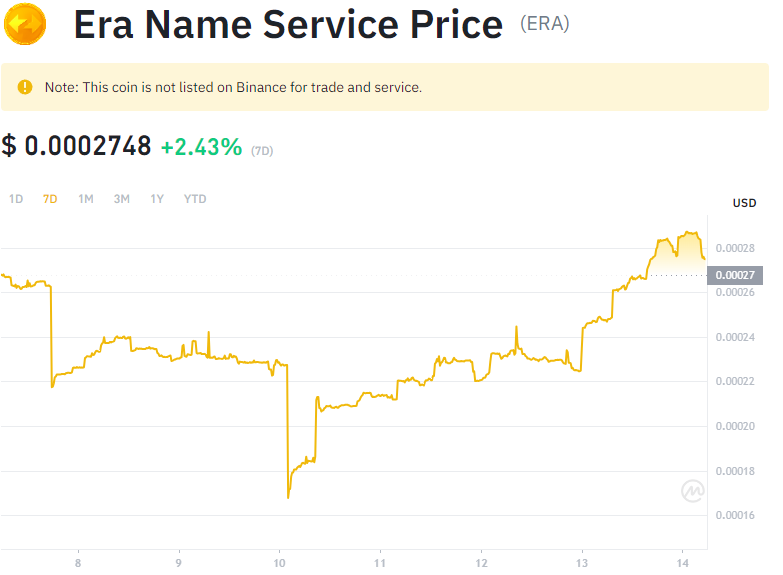 Era Name Service Price (ERA)
Note: This coin is not listed on Binance for trade and service.
$ 0.0002748 +2.43% (7D)
1D 7D 1M 3M 1Y YTD
USD
0.00028
0.00027
0.00026
0.00024
0.00022
0.00020
0.00018
0.00016
8 9 10 11 12 13 14